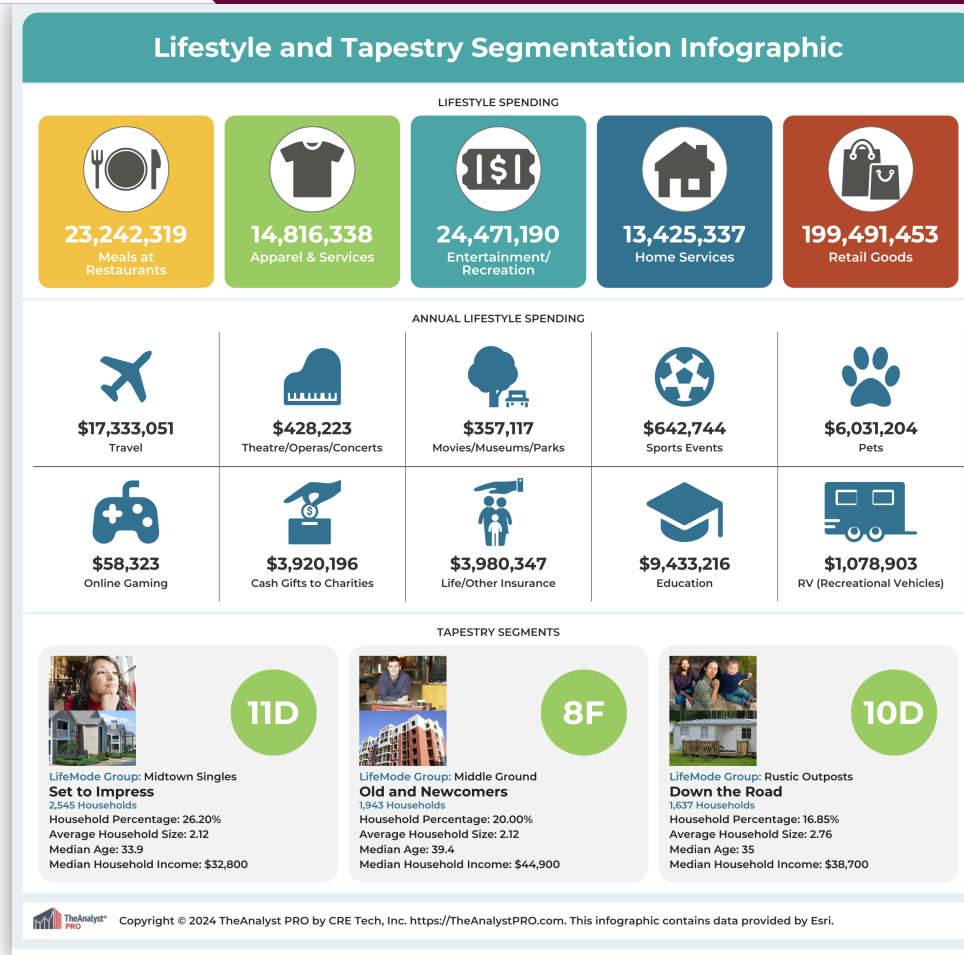 Lifestyle and Tapestry Segmentation Infographic
LIFESTYLE SPENDING
23,242,319
Meals at
Restaurants
14,816,338
Apparel & Services
24,471,190
Entertainment/
Recreation
13,425,337
Home Services
199,491,453
Retail Goods
ANNUAL LIFESTYLE SPENDING
$17,333,051
Travel
$428,223
Theatre/Operas/Concerts
$357,117
Movies/Museums/Parks
$642,744
Sports Events
$6,031,204
Pets
$58,323
Online Gaming
$3,920,196
Cash Gifts to Charities
$3,980,347
Life/Other Insurance
$9,433,216
Education
$1,078,903
RV (Recreational Vehicles)
TAPESTRY SEGMENTS
11D
LifeMode Group: Midtown Singles
Set to Impress
2,545 Households
Household Percentage: 26.20%
Average Household Size: 2.12
Median Age: 33.9
Median Household Income: $32,800
8F
LifeMode Group: Middle Ground
Old and Newcomers
1,943 Households
Household Percentage: 20.00%
Average Household Size: 2.12
Median Age: 39.4
Median Household Income: $44,900
10D
LifeMode Group: Rustic Outposts
Down the Road
1,637 Households
Household Percentage: 16.85%
Average Household Size: 2.76
Median Age: 35
Median Household Income: $38,700
TheAnalyst®
PRO
Copyright © 2024 TheAnalyst PRO by CRE Tech, Inc. https://TheAnalystPRO.com. This infographic contains data provided by Esri.